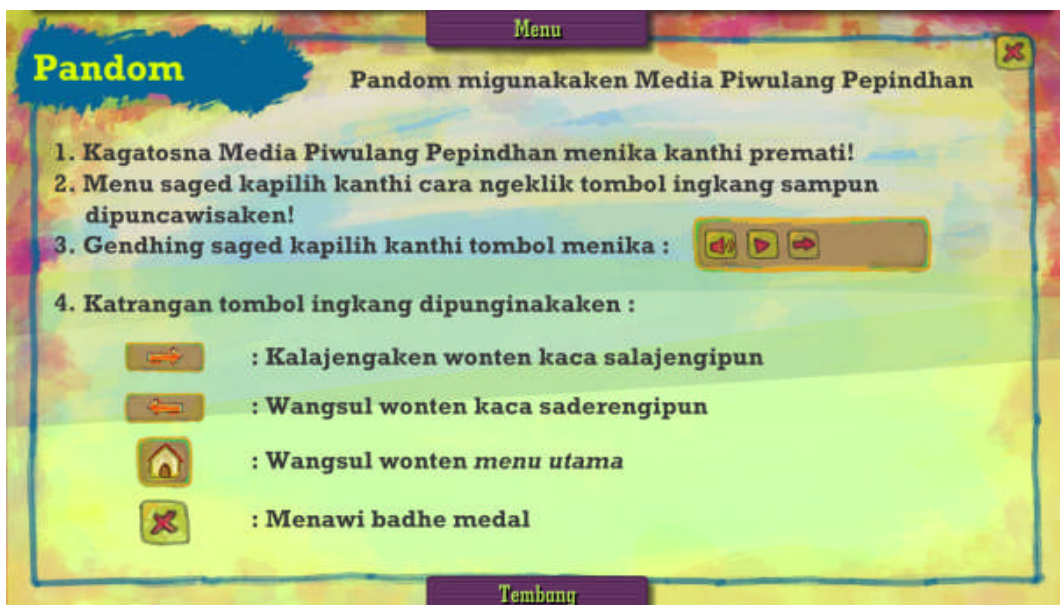 Menu
Pandom
Pandom migunakaken Media Piwulang Pepindhan
1. Kagatosna Media Piwulang Pepindhan menika kanthi premati!
2. Menu saged kapilih kanthi cara ngeklik tombol ingkang sampun
dipuncawisaken!
3. Gendhing saged kapilih kanthi tombol menika :
4. Katrangan tombol ingkang dipunginakaken :
: Kalajengaken wonten kaca salajengipun
: Wangsul wonten kaca saderengipun
: Wangsul wonten menu utama
: Menawi badhe medal
Tembang